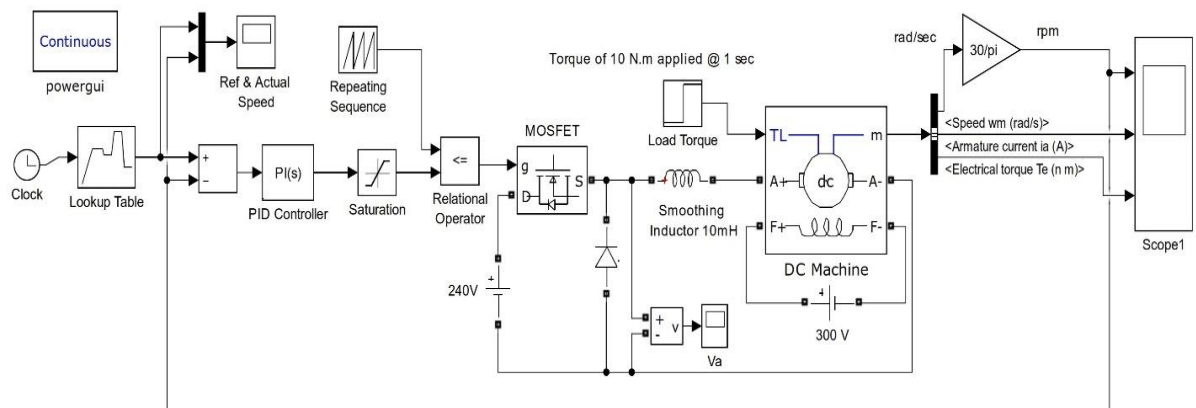 Continuous
powergui
Ref & Actual
Speed
Repeating
Sequence
Torque of 10 N.m applied @ 1 sec
rad/sec
30/pi
rpm
Clock
Lookup Table
+
−
PI(s)
PID Controller
Saturation
<=
Relational
Operator
MOSFET
g
D
S
Load Torque
TL
m
A+
dc
A-
F+
F-
DC Machine
<Speed wm (rad/s)>
<Armature current ia (A)>
<Electrical torque Te (n m)>
Scope1
Smoothing
Inductor 10mH
+
240V
+
300 V
+
-
v
Va